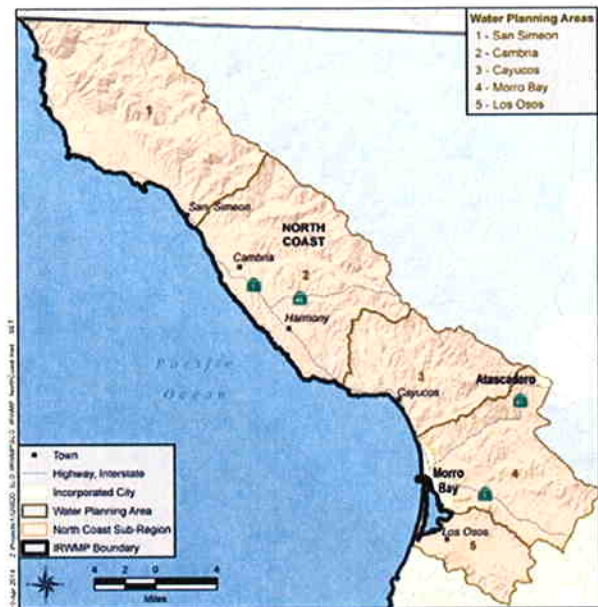 Water Planning Areas
1 - San Simeon
2 - Cambria
3 - Cayucos
4 - Morro Bay
5 - Los Osos
1
San Simeon
NORTH
COAST
Cambria
2
Harmony
Pacific
Ocean
3
Cayucos
Atascadero
Morro
Bay
4
Los Osos
5
Town
Highway, Interstate
Incorporated City
Water Planning Area
North Coast Sub-Region
IRWMP Boundary
0
4
Miles